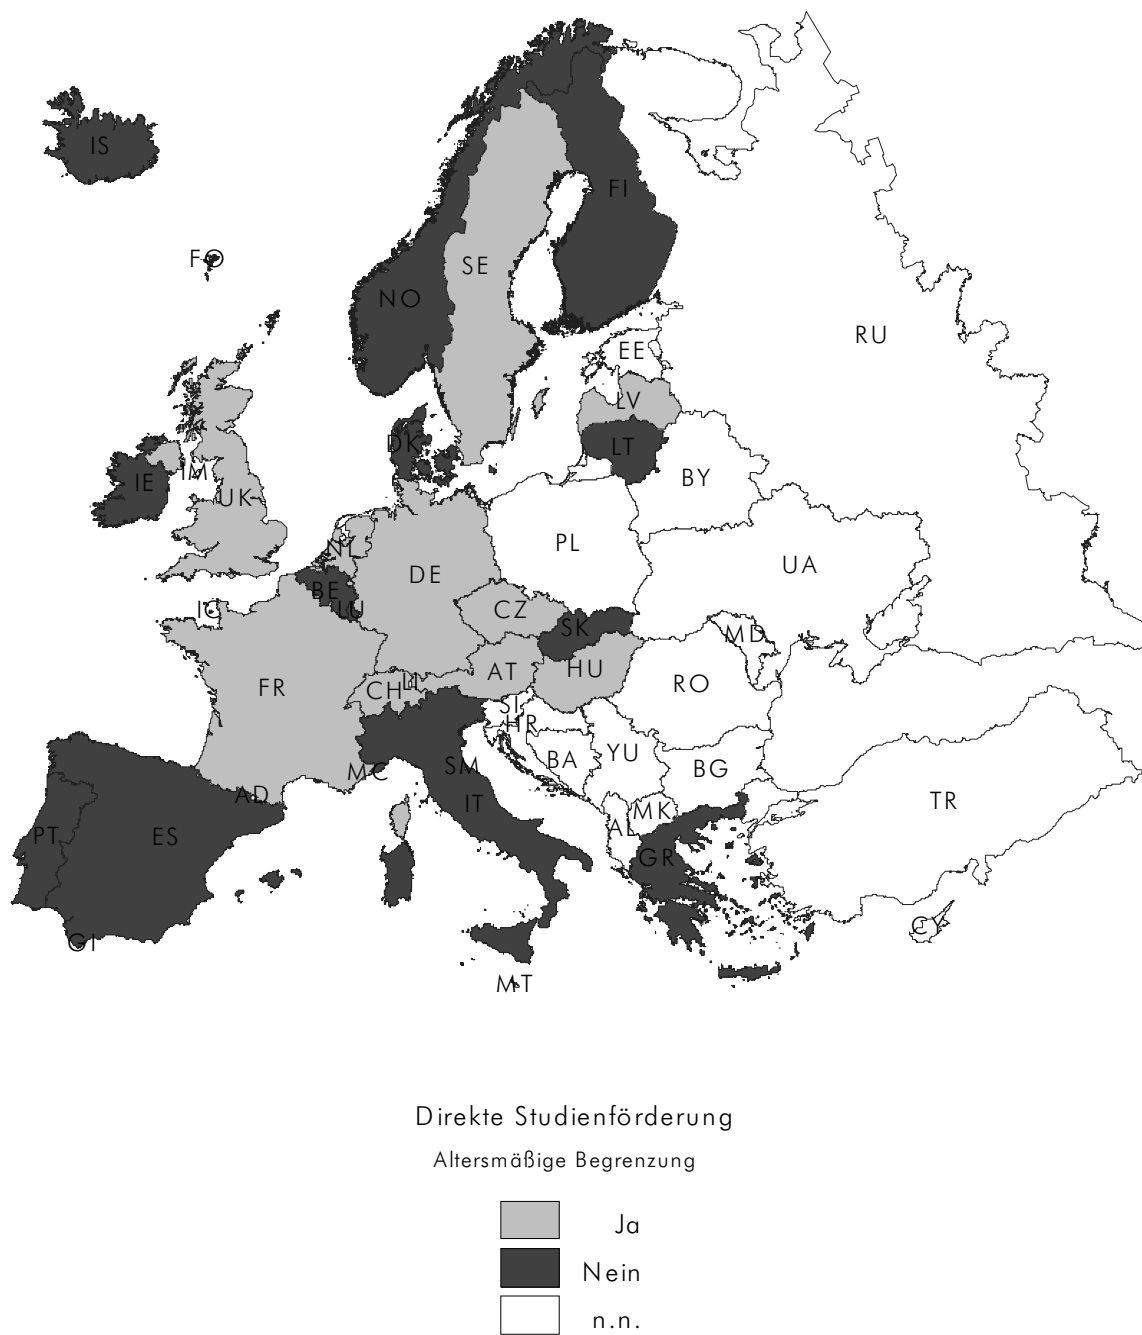 IS
FI
FO
SE
NO
RU
EE
LV
DK
LT
IM
IE
BY
UK
PL
NL
UA
DE
BE
IG
LU
CZ
SK
MD
HU
AT
LI
CH
FR
RO
SI
HR
YU
BA
MC
SM
BG
AD
IT
TR
MK
AL
PT
ES
GR
CY
GI
MT
Direkte Studienförderung
Altersmäßige Begrenzung
Ja
Nein
n.n.